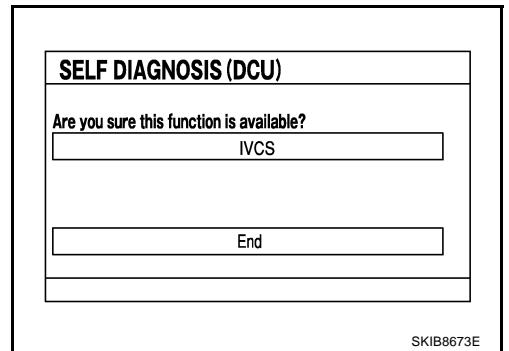 SELF DIAGNOSIS (DCU)
Are you sure this function is available?
IVCS
End
SKIB8673E